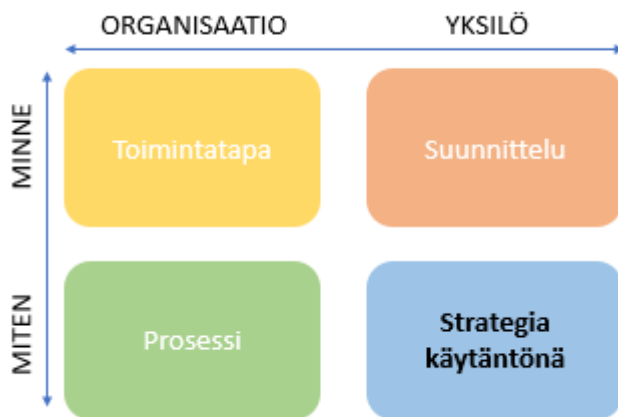 ORGANISAATIO YKSILÖ
MINNE
Toimintatapa Suunnittelu
MITEN
Prosessi
Strategia
käytäntönä